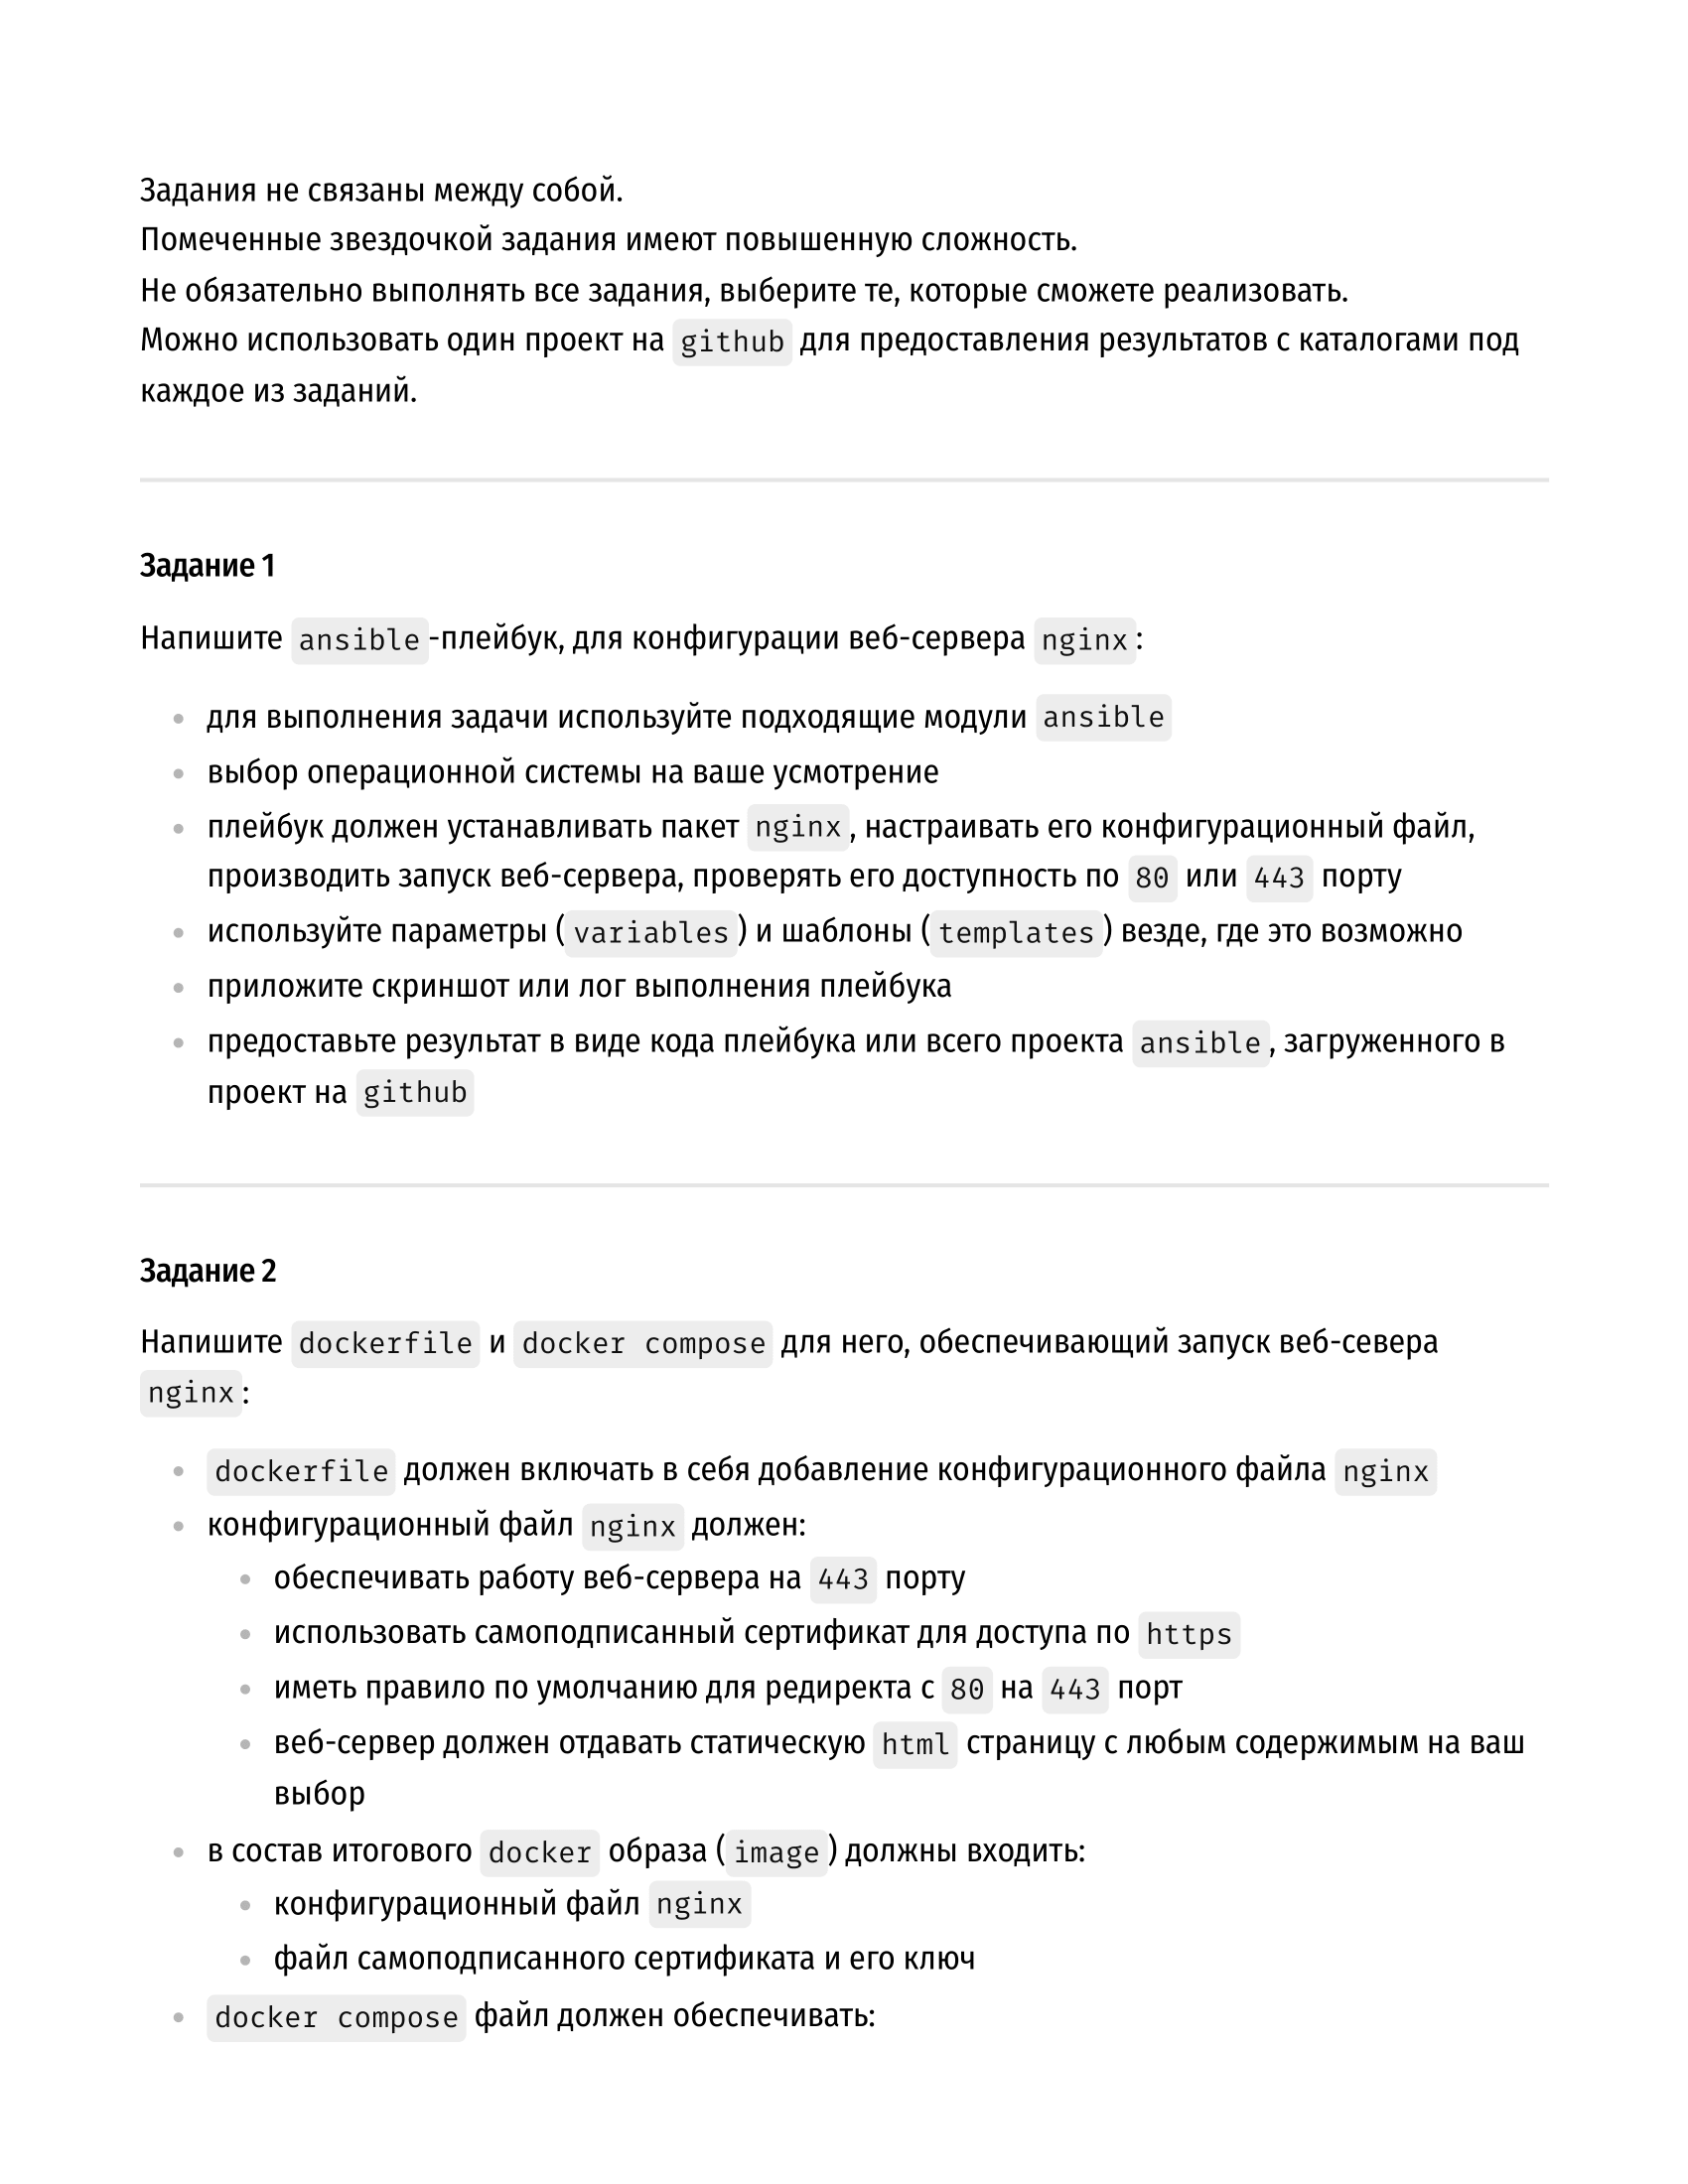 Задания не связаны между собой.
Помеченные звездочкой задания имеют повышенную сложность.
Не обязательно выполнять все задания, выберите те, которые сможете реализовать.
Можно использовать один проект на github для предоставления результатов с каталогами под
каждое из заданий.
Задание 1
Напишите ansible-плейбук, для конфигурации веб-сервера nginx:
• для выполнения задачи используйте подходящие модули ansible
• выбор операционной системы на ваше усмотрение
• плейбук должен устанавливать пакет nginx, настраивать его конфигурационный файл,
производить запуск веб-сервера, проверять его доступность по 80 или 443 порту
• используйте параметры (variables) и шаблоны (templates) везде, где это возможно
• приложите скриншот или лог выполнения плейбука
• предоставьте результат в виде кода плейбука или всего проекта ansible, загруженного в
проект на github
Задание 2
Напишите dockerfile и docker compose для него, обеспечивающий запуск веб-севера
nginx:
• dockerfile должен включать в себя добавление конфигурационного файла nginx
• конфигурационный файл nginx должен:
• обеспечивать работу веб-сервера на 443 порту
• использовать самоподписанный сертификат для доступа по https
• иметь правило по умолчанию для редиректа с 80 на 443 порт
• веб-сервер должен отдавать статическую html страницу с любым содержимым на ваш
выбор
• в состав итогового docker образа (image) должны входить:
• конфигурационный файл nginx
• файл самоподписанного сертификата и его ключ
• docker compose файл должен обеспечивать: